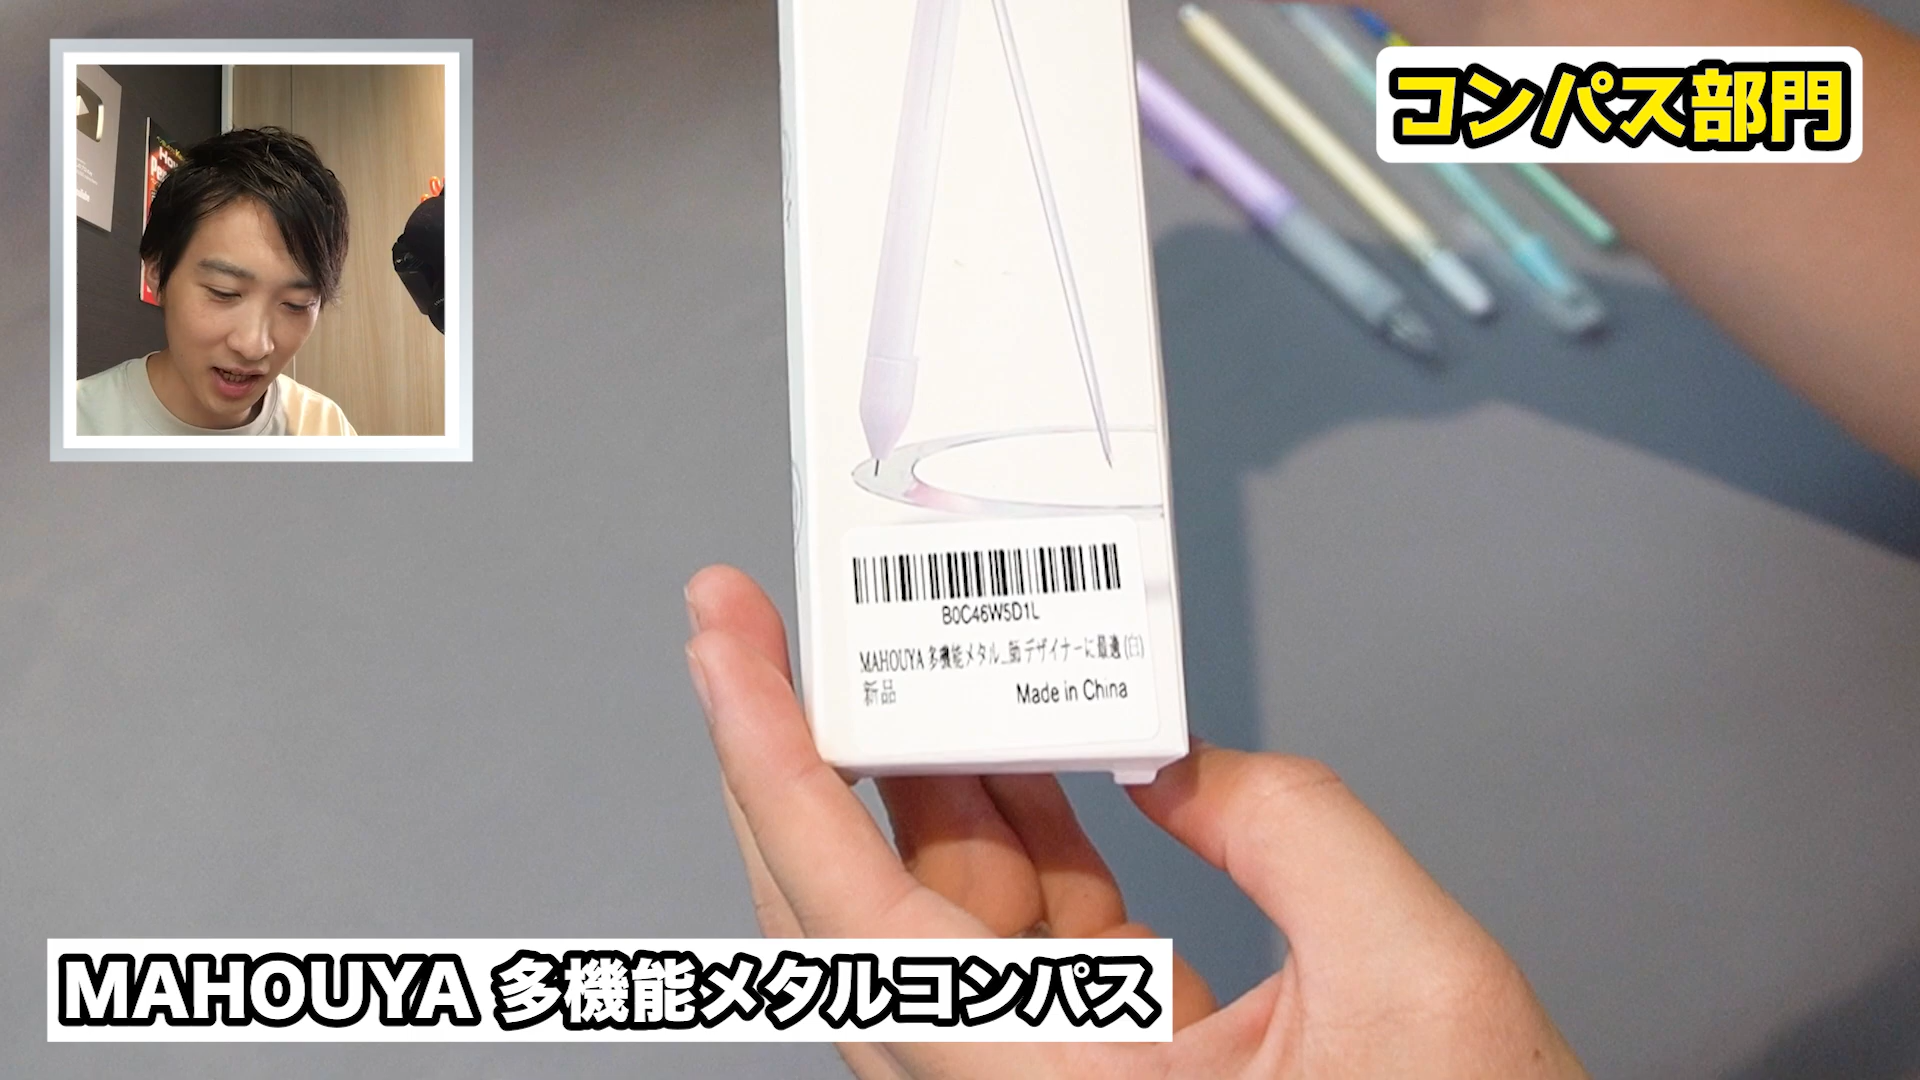 コンパス部門
B0C46W5D1L
MAHOUYA 多機能メタル...師 デザイナーに最適 (白)
新品
Made in China
MAHOUYA 多機能メタルコンパス